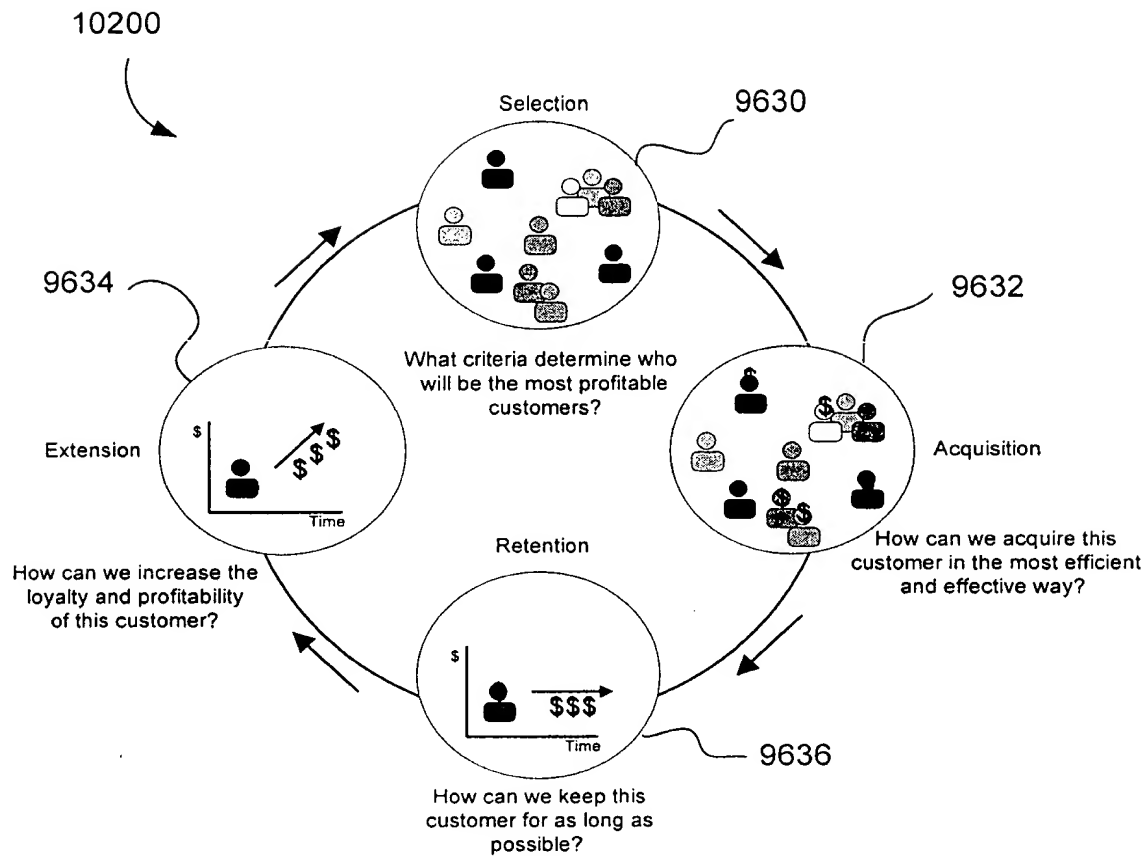 10200
Selection
9630
9634
9632
What criteria determine who
will be the most profitable
customers?
$
$ $ $
Extension
Time
$
$
$
$
Acquisition
How can we increase the
loyalty and profitability
of this customer?
Retention
How can we acquire this
customer in the most efficient
and effective way?
$
$$$
Time
9636
How can we keep this
customer for as long as
possible?